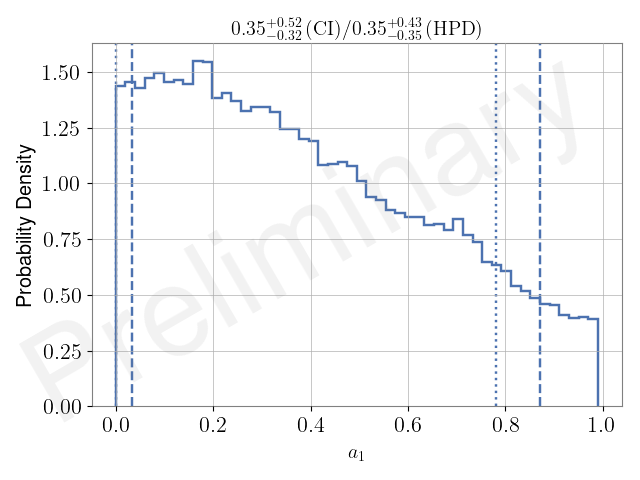 0.35^{+0.52}_{-0.32}(CI)/0.35^{+0.43}_{-0.35}(HPD)
Probability Density
1.50
1.25
1.00
0.75
0.50
0.25
0.00
0.0 0.2 0.4 0.6 0.8 1.0
a_1
Preliminary